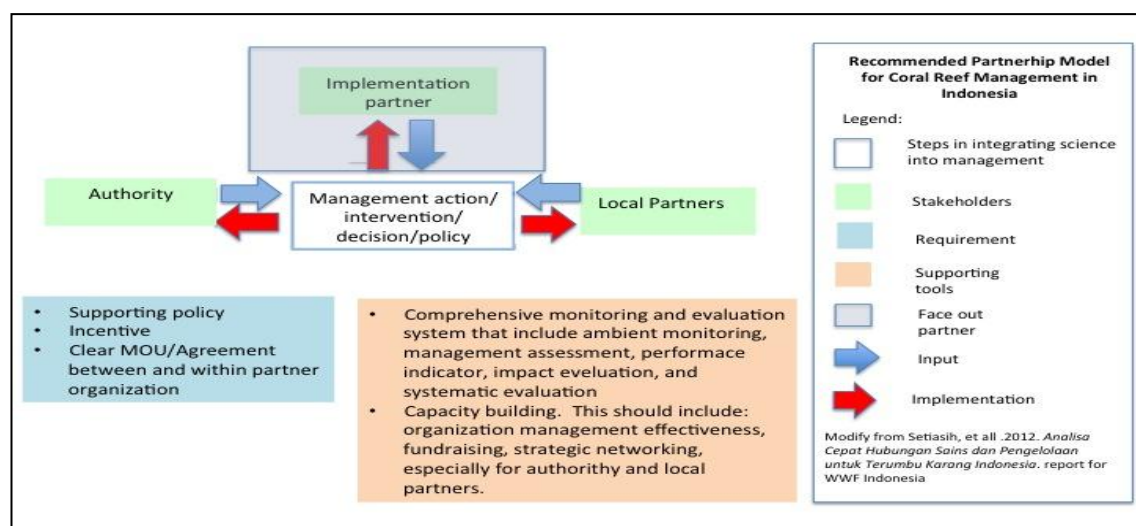 Implementation
partner
Authority
Management action/
intervention/
decision/policy
Local Partners
• Supporting policy
• Incentive
• Clear MOU/Agreement
between and within partner
organization
• Comprehensive monitoring and evaluation
system that include ambient monitoring,
management assessment, performace
indicator, impact eveluation, and
systematic evaluation
• Capacity building. This should include:
organization management effectiveness,
fundraising, strategic networking,
especially for authorithy and local
partners.
Recommended Partnerhip Model
for Coral Reef Management in
Indonesia
Legend:
Steps in integrating science
into management
Stakeholders
Requirement
Supporting
tools
Face out
partner
Input
Implementation
Modify from Setiasih, et all .2012. Analisa
Cepat Hubungan Sains dan Pengelolaan
untuk Terumbu Karang Indonesia. report for
WWF Indonesia